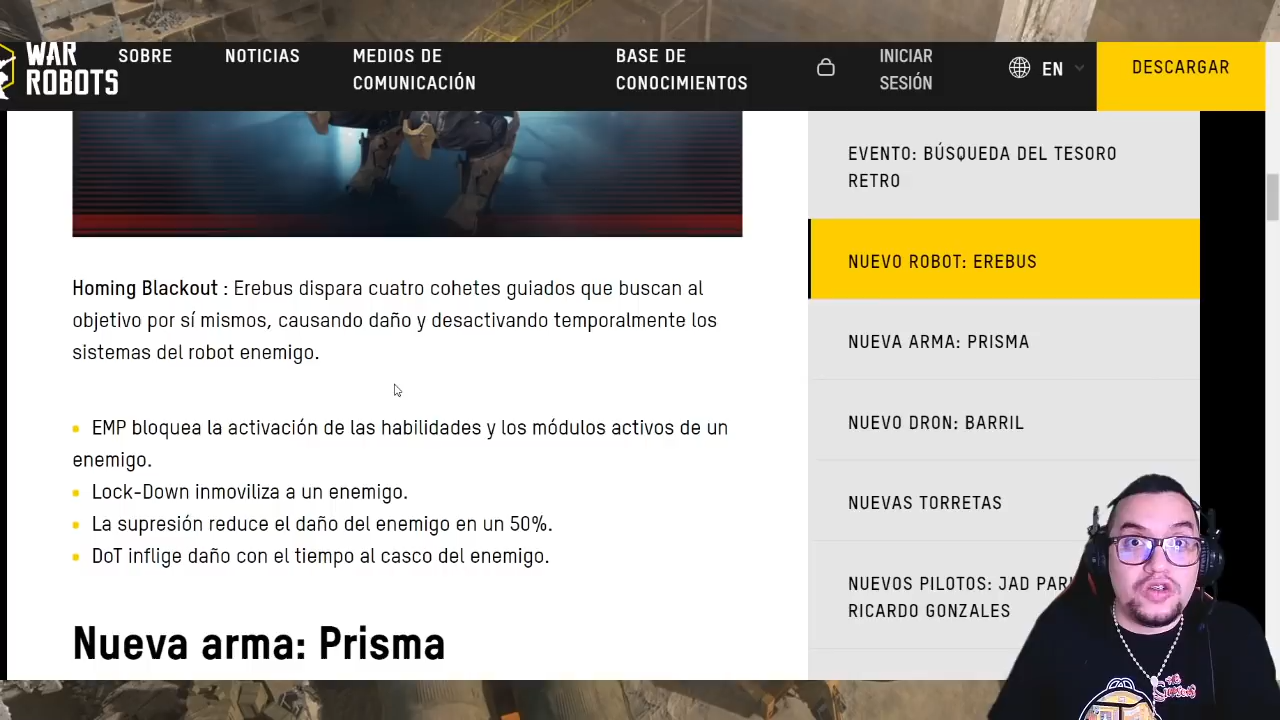 WAR
ROBOTS
SOBRE
NOTICIAS
MEDIOS DE
COMUNICACIÓN
BASE DE
CONOCIMIENTOS
INICIAR
SESIÓN
EN
DESCARGAR
Homing Blackout : Erebus dispara cuatro cohetes guiados que buscan al
objetivo por sí mismos, causando daño y desactivando temporalmente los
sistemas del robot enemigo.
EMP bloquea la activación de las habilidades y los módulos activos de un
enemigo.
Lock-Down inmoviliza a un enemigo.
La supresión reduce el daño del enemigo en un 50%.
DoT inflige daño con el tiempo al casco del enemigo.
Nueva arma: Prisma
EVENTO: BÚSQUEDA DEL TESORO
RETRO
NUEVO ROBOT: EREBUS
NUEVA ARMA: PRISMA
NUEVO DRON: BARRIL
NUEVAS TORRETAS
NUEVOS PILOTOS: JAD
RICARDO GONZALES
THE
SIMPSONS